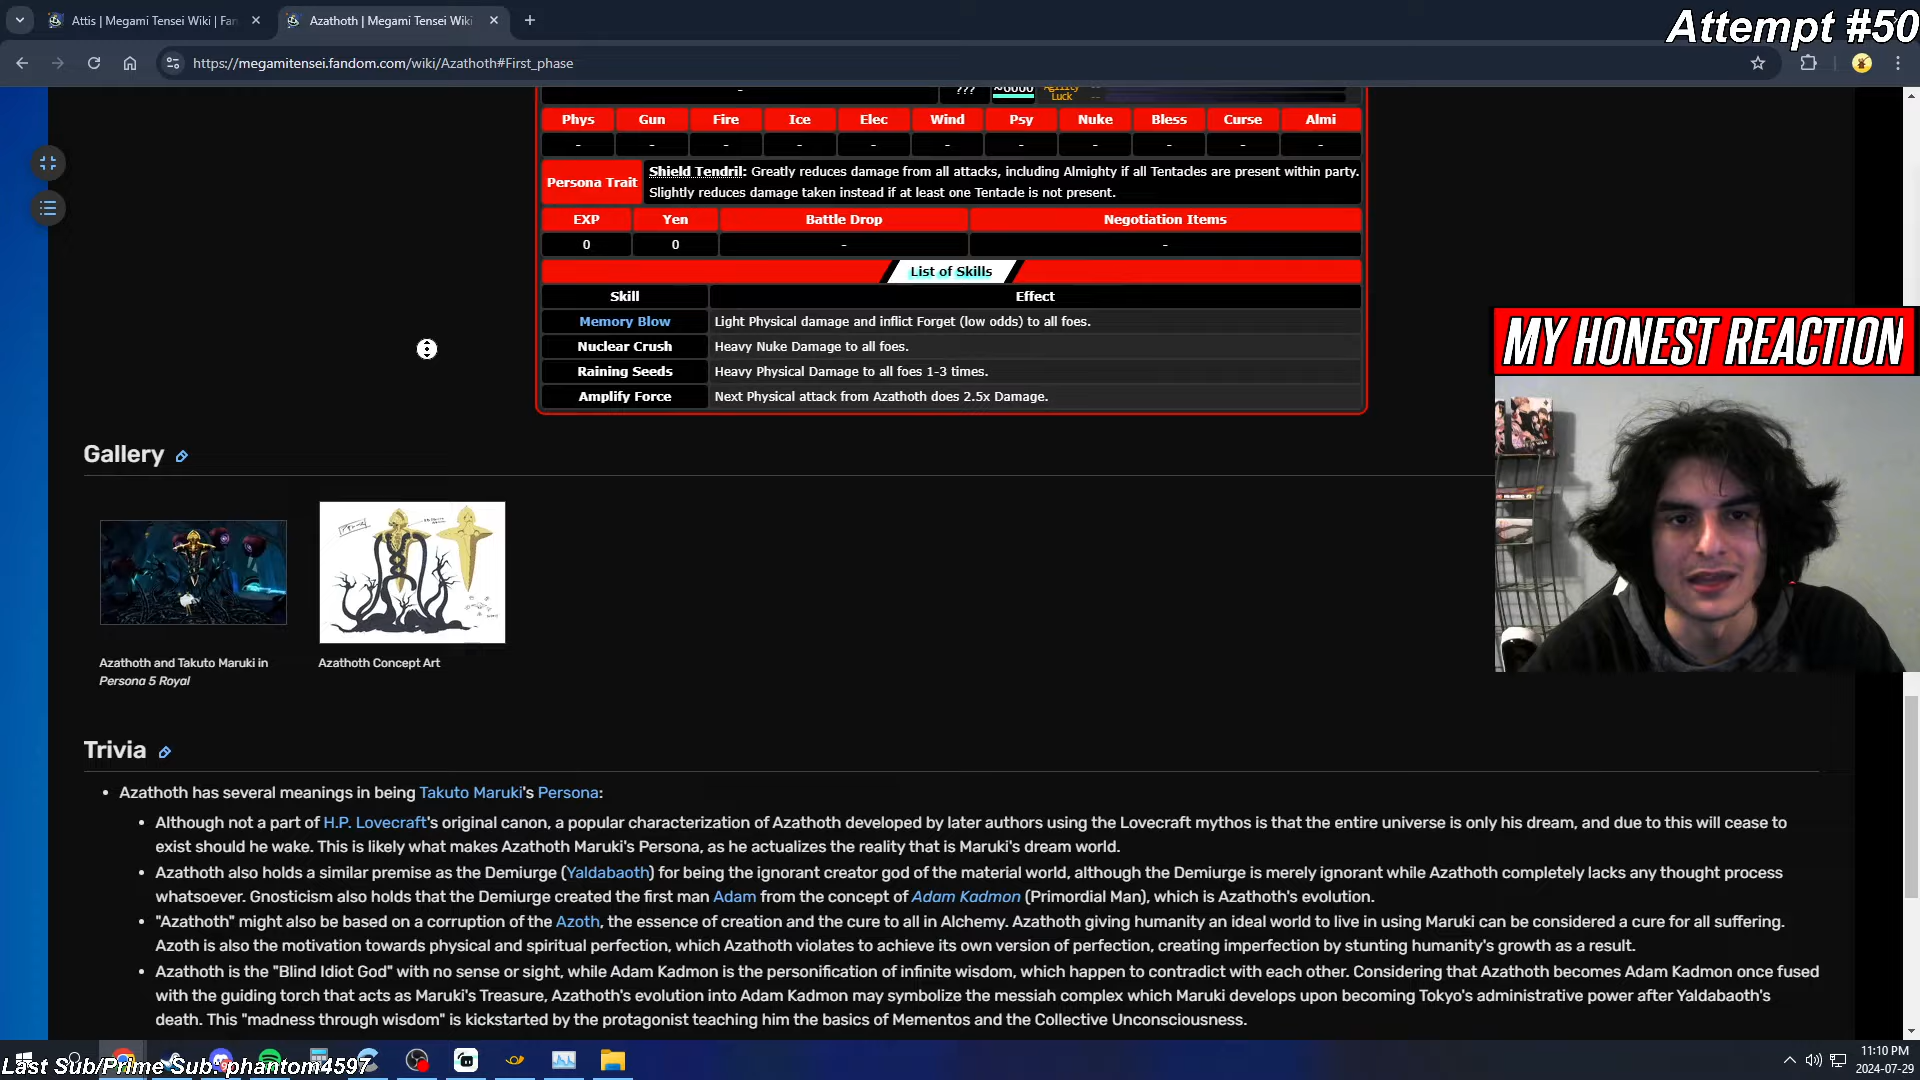 Attis | Megami Tensei Wiki | Fan
Azathoth | Megami Tensei Wiki
Attempt #50
https://megamitensei.fandom.com/wiki/Azathoth#First_phase
- ??? ~6000 Agility --
Luck --
Phys Gun Fire Ice Elec Wind Psy Nuke Bless Curse Almi
- - - - - - - - - - -
Persona Trait
Shield Tendril: Greatly reduces damage from all attacks, including Almighty if all Tentacles are present within party.
Slightly reduces damage taken instead if at least one Tentacle is not present.
EXP Yen Battle Drop Negotiation Items
0 0 - -
List of Skills
Skill Effect
Memory Blow Light Physical damage and inflict Forget (low odds) to all foes.
Nuclear Crush Heavy Nuke Damage to all foes.
Raining Seeds Heavy Physical Damage to all foes 1-3 times.
Amplify Force Next Physical attack from Azathoth does 2.5x Damage.
MY HONEST REACTION
Gallery
Azathoth and Takuto Maruki in
Persona 5 Royal
Azathoth Concept Art
Trivia
• Azathoth has several meanings in being Takuto Maruki's Persona:
• Although not a part of H.P. Lovecraft's original canon, a popular characterization of Azathoth developed by later authors using the Lovecraft mythos is that the entire universe is only his dream, and due to this will cease to
exist should he wake. This is likely what makes Azathoth Maruki's Persona, as he actualizes the reality that is Maruki's dream world.
• Azathoth also holds a similar premise as the Demiurge (Yaldabaoth) for being the ignorant creator god of the material world, although the Demiurge is merely ignorant while Azathoth completely lacks any thought process
whatsoever. Gnosticism also holds that the Demiurge created the first man Adam from the concept of Adam Kadmon (Primordial Man), which is Azathoth's evolution.
• "Azathoth" might also be based on a corruption of the Azoth, the essence of creation and the cure to all in Alchemy. Azathoth giving humanity an ideal world to live in using Maruki can be considered a cure for all suffering.
Azoth is also the motivation towards physical and spiritual perfection, which Azathoth violates to achieve its own version of perfection, creating imperfection by stunting humanity's growth as a result.
• Azathoth is the "Blind Idiot God" with no sense or sight, while Adam Kadmon is the personification of infinite wisdom, which happen to contradict with each other. Considering that Azathoth becomes Adam Kadmon once fused
with the guiding torch that acts as Maruki's Treasure, Azathoth's evolution into Adam Kadmon may symbolize the messiah complex which Maruki develops upon becoming Tokyo's administrative power after Yaldabaoth's
death. This "madness through wisdom" is kickstarted by the protagonist teaching him the basics of Mementos and the Collective Unconsciousness.
Last Sub/Prime Sub: phantom4597
11:10 PM
2024-07-29